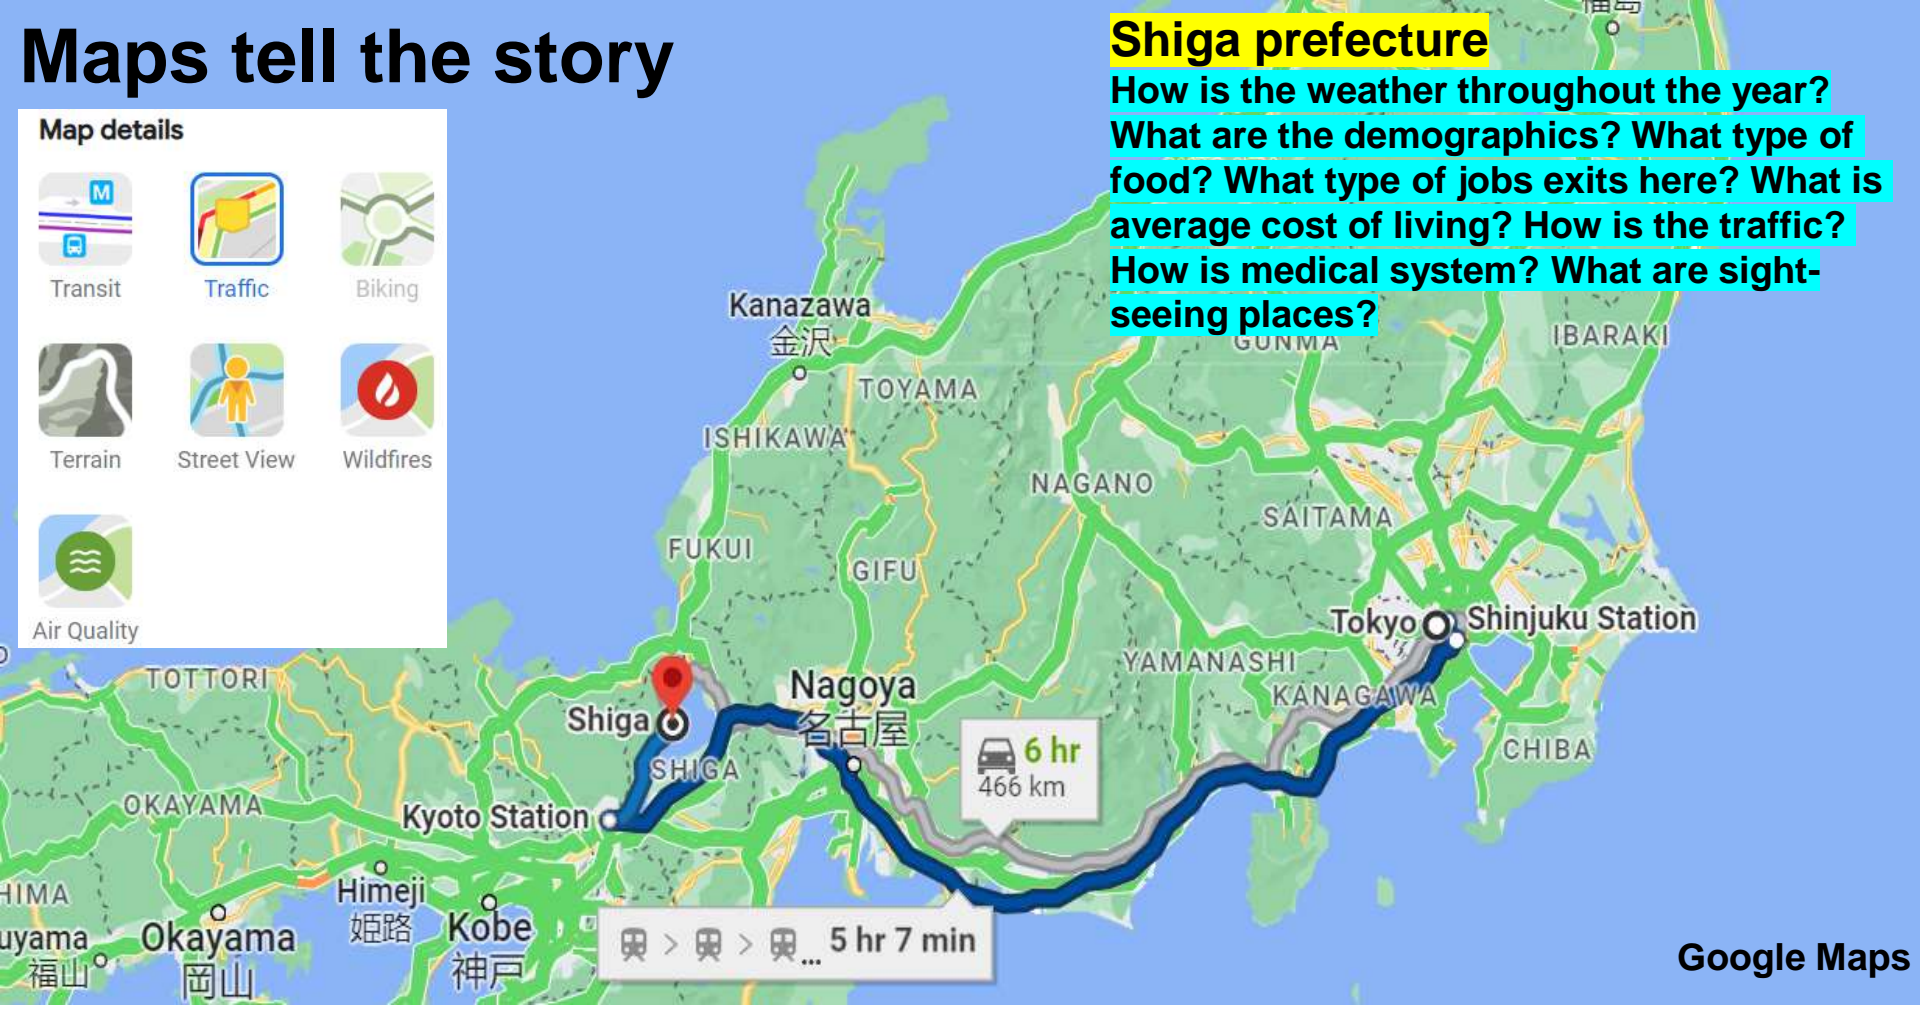 Maps tell the story
Shiga prefecture
How is the weather throughout the year?
What are the demographics? What type of
food? What type of jobs exits here? What is
average cost of living? How is the traffic?
How is medical system? What are sight-
seeing places?
Map details
M
Transit
Traffic
Biking
Terrain
Street View
Wildfires
Air Quality
Kanazawa
金沢
TOYAMA
ISHIKAWA
GUNMA
IBARAKI
NAGANO
SAITAMA
FUKUI
GIFU
Tokyo
Shinjuku Station
YAMANASHI
KANAGAWA
CHIBA
TOTTORI
Nagoya
名古屋
Shiga
SHIGA
6 hr
466 km
OKAYAMA
Kyoto Station
HIMA
Himeji
姫路
Kobe
神戸
uyama
福山
Okayama
岡山
> > ... 5 hr 7 min
Google Maps